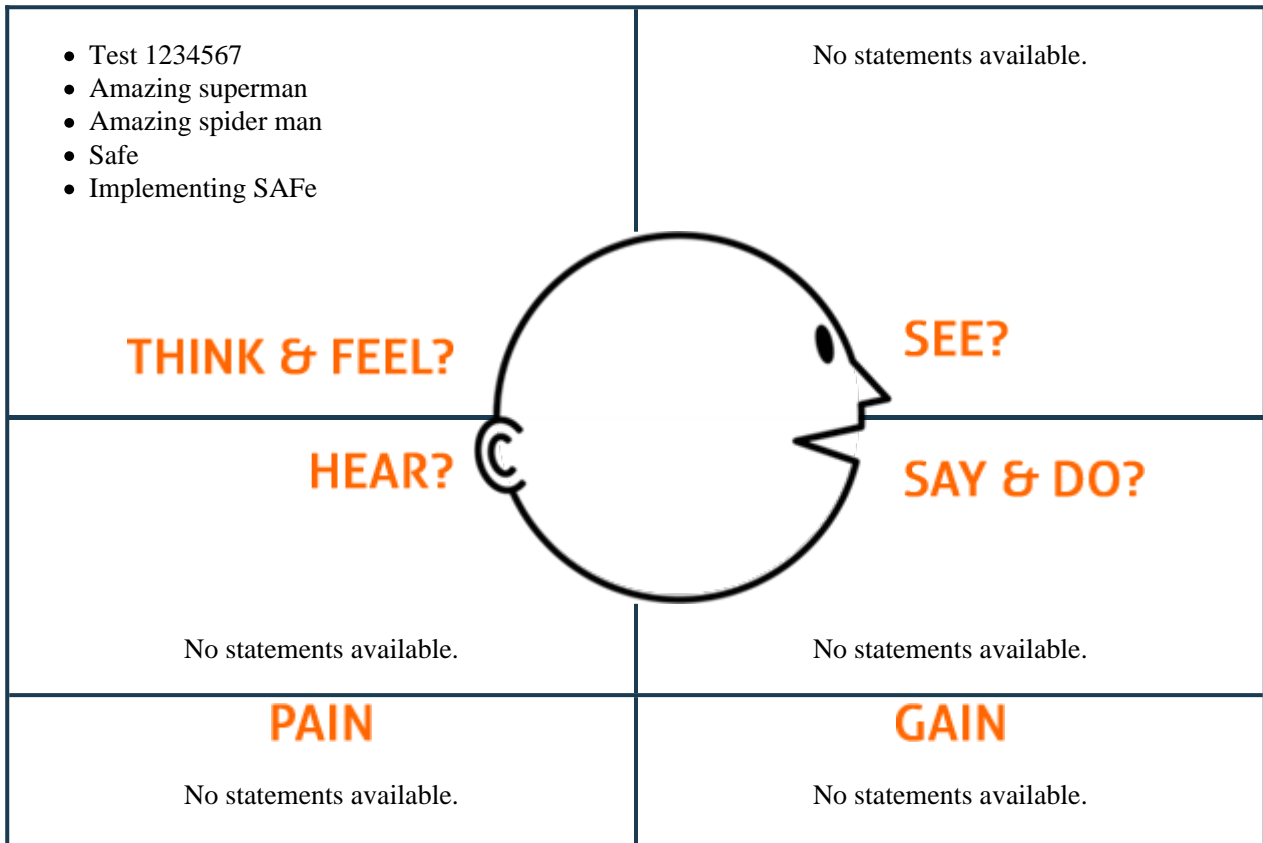 • Test 1234567
• Amazing superman
• Amazing spider man
• Safe
• Implementing SAFe
THINK & FEEL?
No statements available.
SEE?
HEAR?
No statements available.
SAY & DO?
No statements available.
PAIN
No statements available.
GAIN
No statements available.